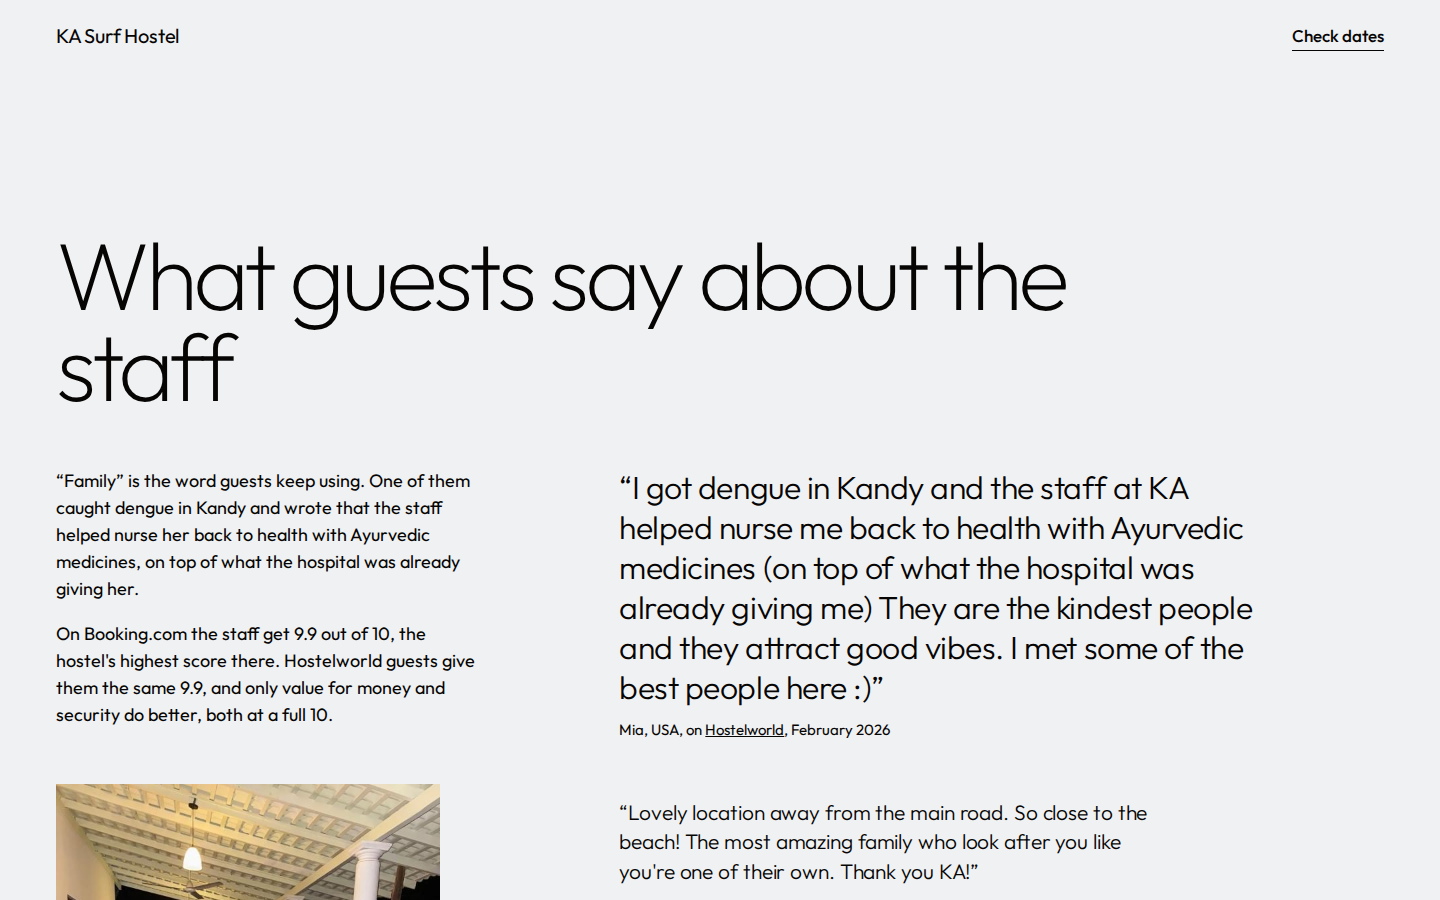 KA Surf Hostel
Check dates
What guests say about the
staff
“Family” is the word guests keep using. One of them
caught dengue in Kandy and wrote that the staff
helped nurse her back to health with Ayurvedic
medicines, on top of what the hospital was already
giving her.
On Booking.com the staff get 9.9 out of 10, the
hostel's highest score there. Hostelworld guests give
them the same 9.9, and only value for money and
security do better, both at a full 10.
“I got dengue in Kandy and the staff at KA
helped nurse me back to health with Ayurvedic
medicines (on top of what the hospital was
already giving me) They are the kindest people
and they attract good vibes. I met some of the
best people here :)”
Mia, USA, on Hostelworld, February 2026
“Lovely location away from the main road. So close to the
beach! The most amazing family who look after you like
you're one of their own. Thank you KA!”